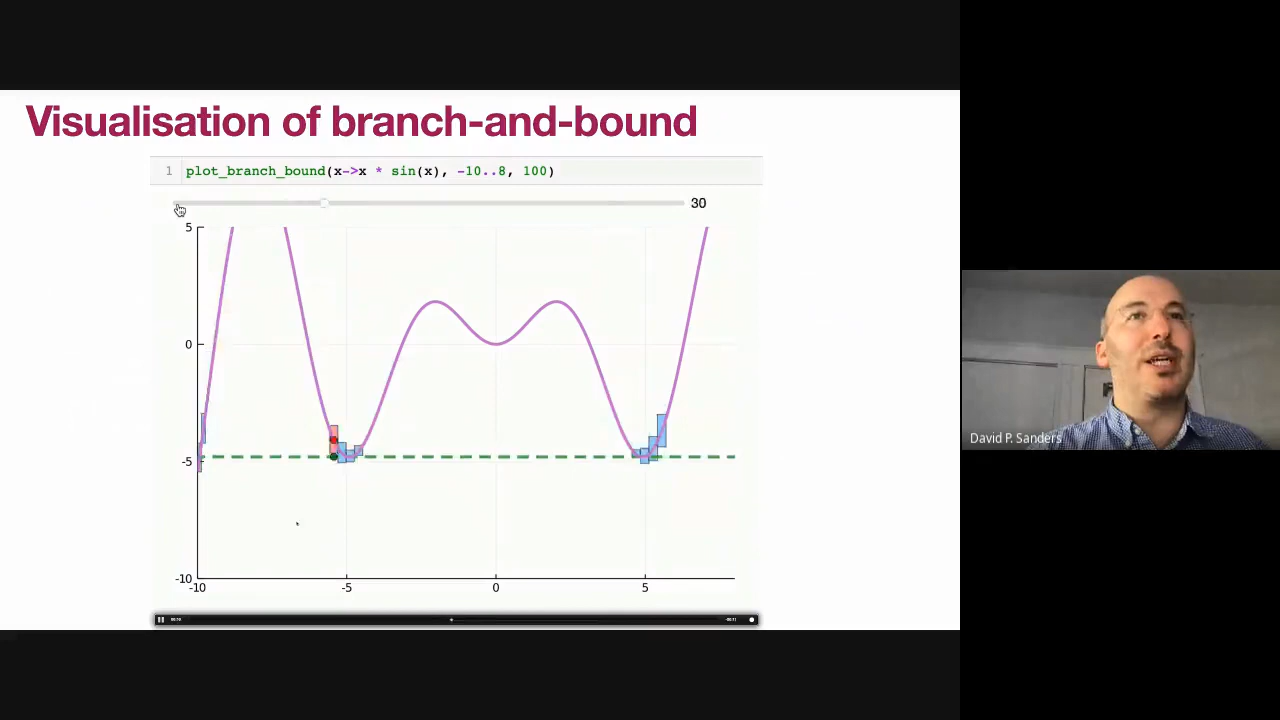 Visualisation of branch-and-bound
1 plot_branch_bound(x->x * sin(x), -10..8, 100)
30
5
0
-5
-10
-10 -5 0 5
David P. Sanders